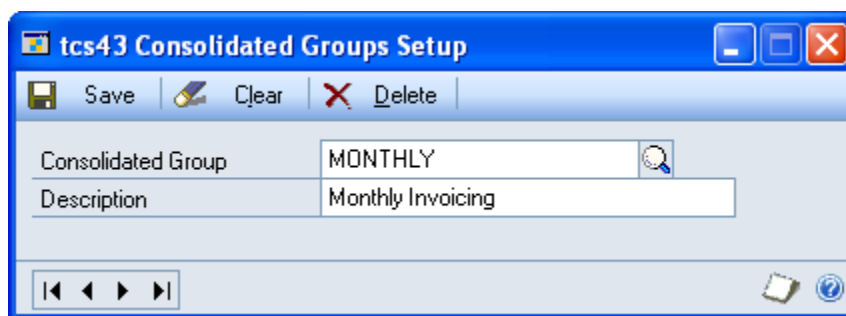 tcs43 Consolidated Groups Setup
Save Clear Delete
Consolidated Group MONTHLY
Description Monthly Invoicing